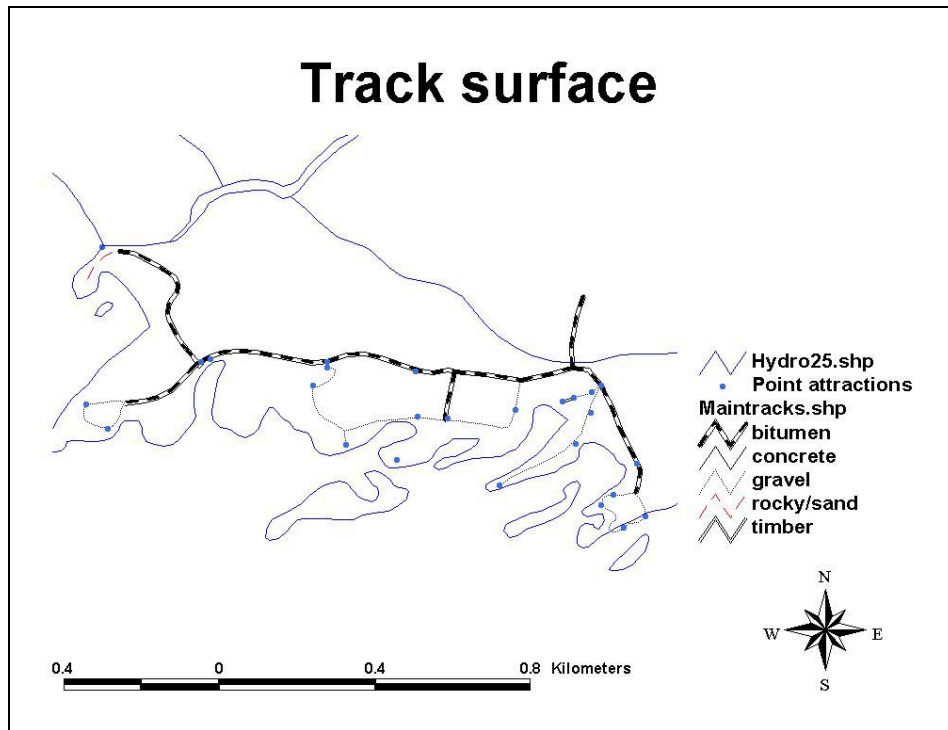 Track surface
Hydro25.shp
Point attractions
Maintracks.shp
bitumen
concrete
gravel
rocky/sand
timber
N
W E
S
0.4 0 0.4 0.8 Kilometers